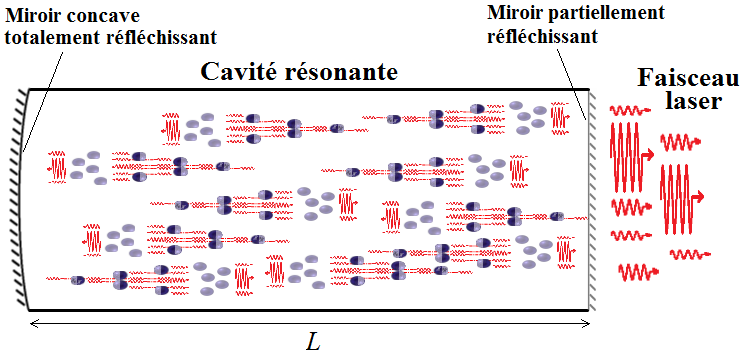 Miroir concave
totalement réfléchissant
Miroir partiellement
réfléchissant
Cavité résonante
Faisceau
laser
L